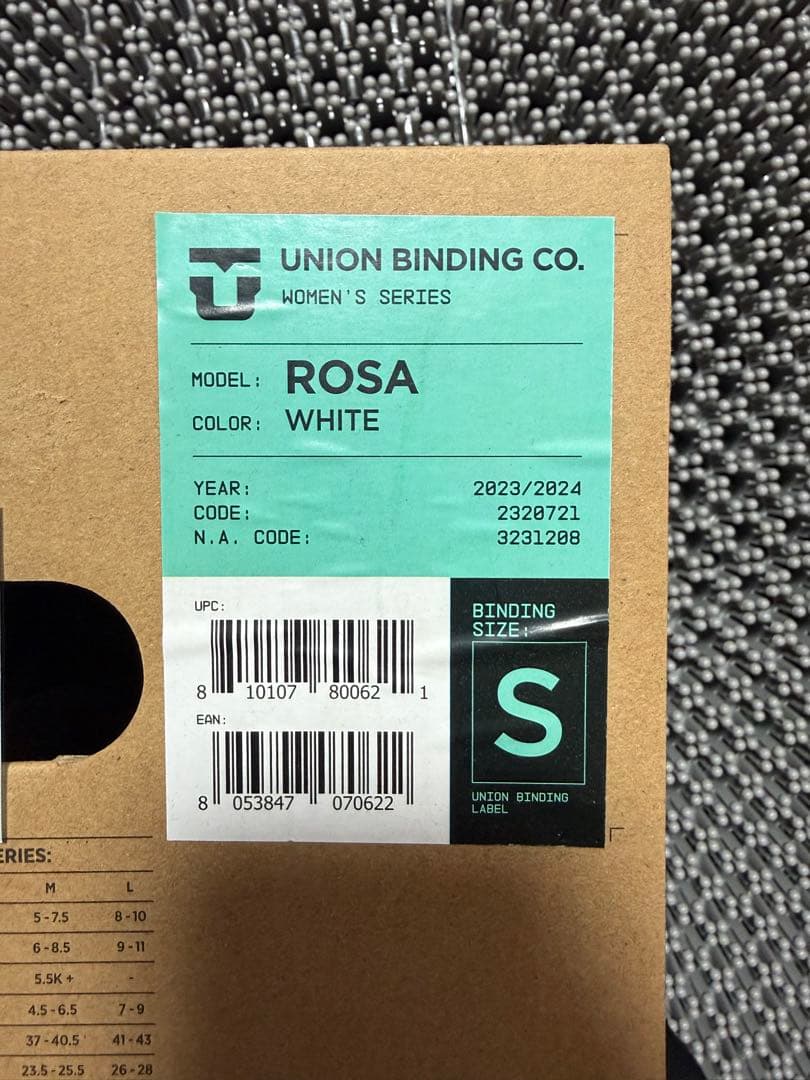 UNION BINDING CO.
WOMEN'S SERIES
MODEL: ROSA
COLOR: WHITE
YEAR: 2023/2024
CODE: 2320721
N.A. CODE: 3231208
UPC:
8 10107 80062 1
EAN:
8 053847 070622
BINDING
SIZE:
S
UNION BINDING
LABEL
ERIES:
M L
5-7.5 8-10
6-8.5 9-11
5.5K+ -
4.5-6.5 7-9
37-40.5 41-43
23.5-25.5 26-28